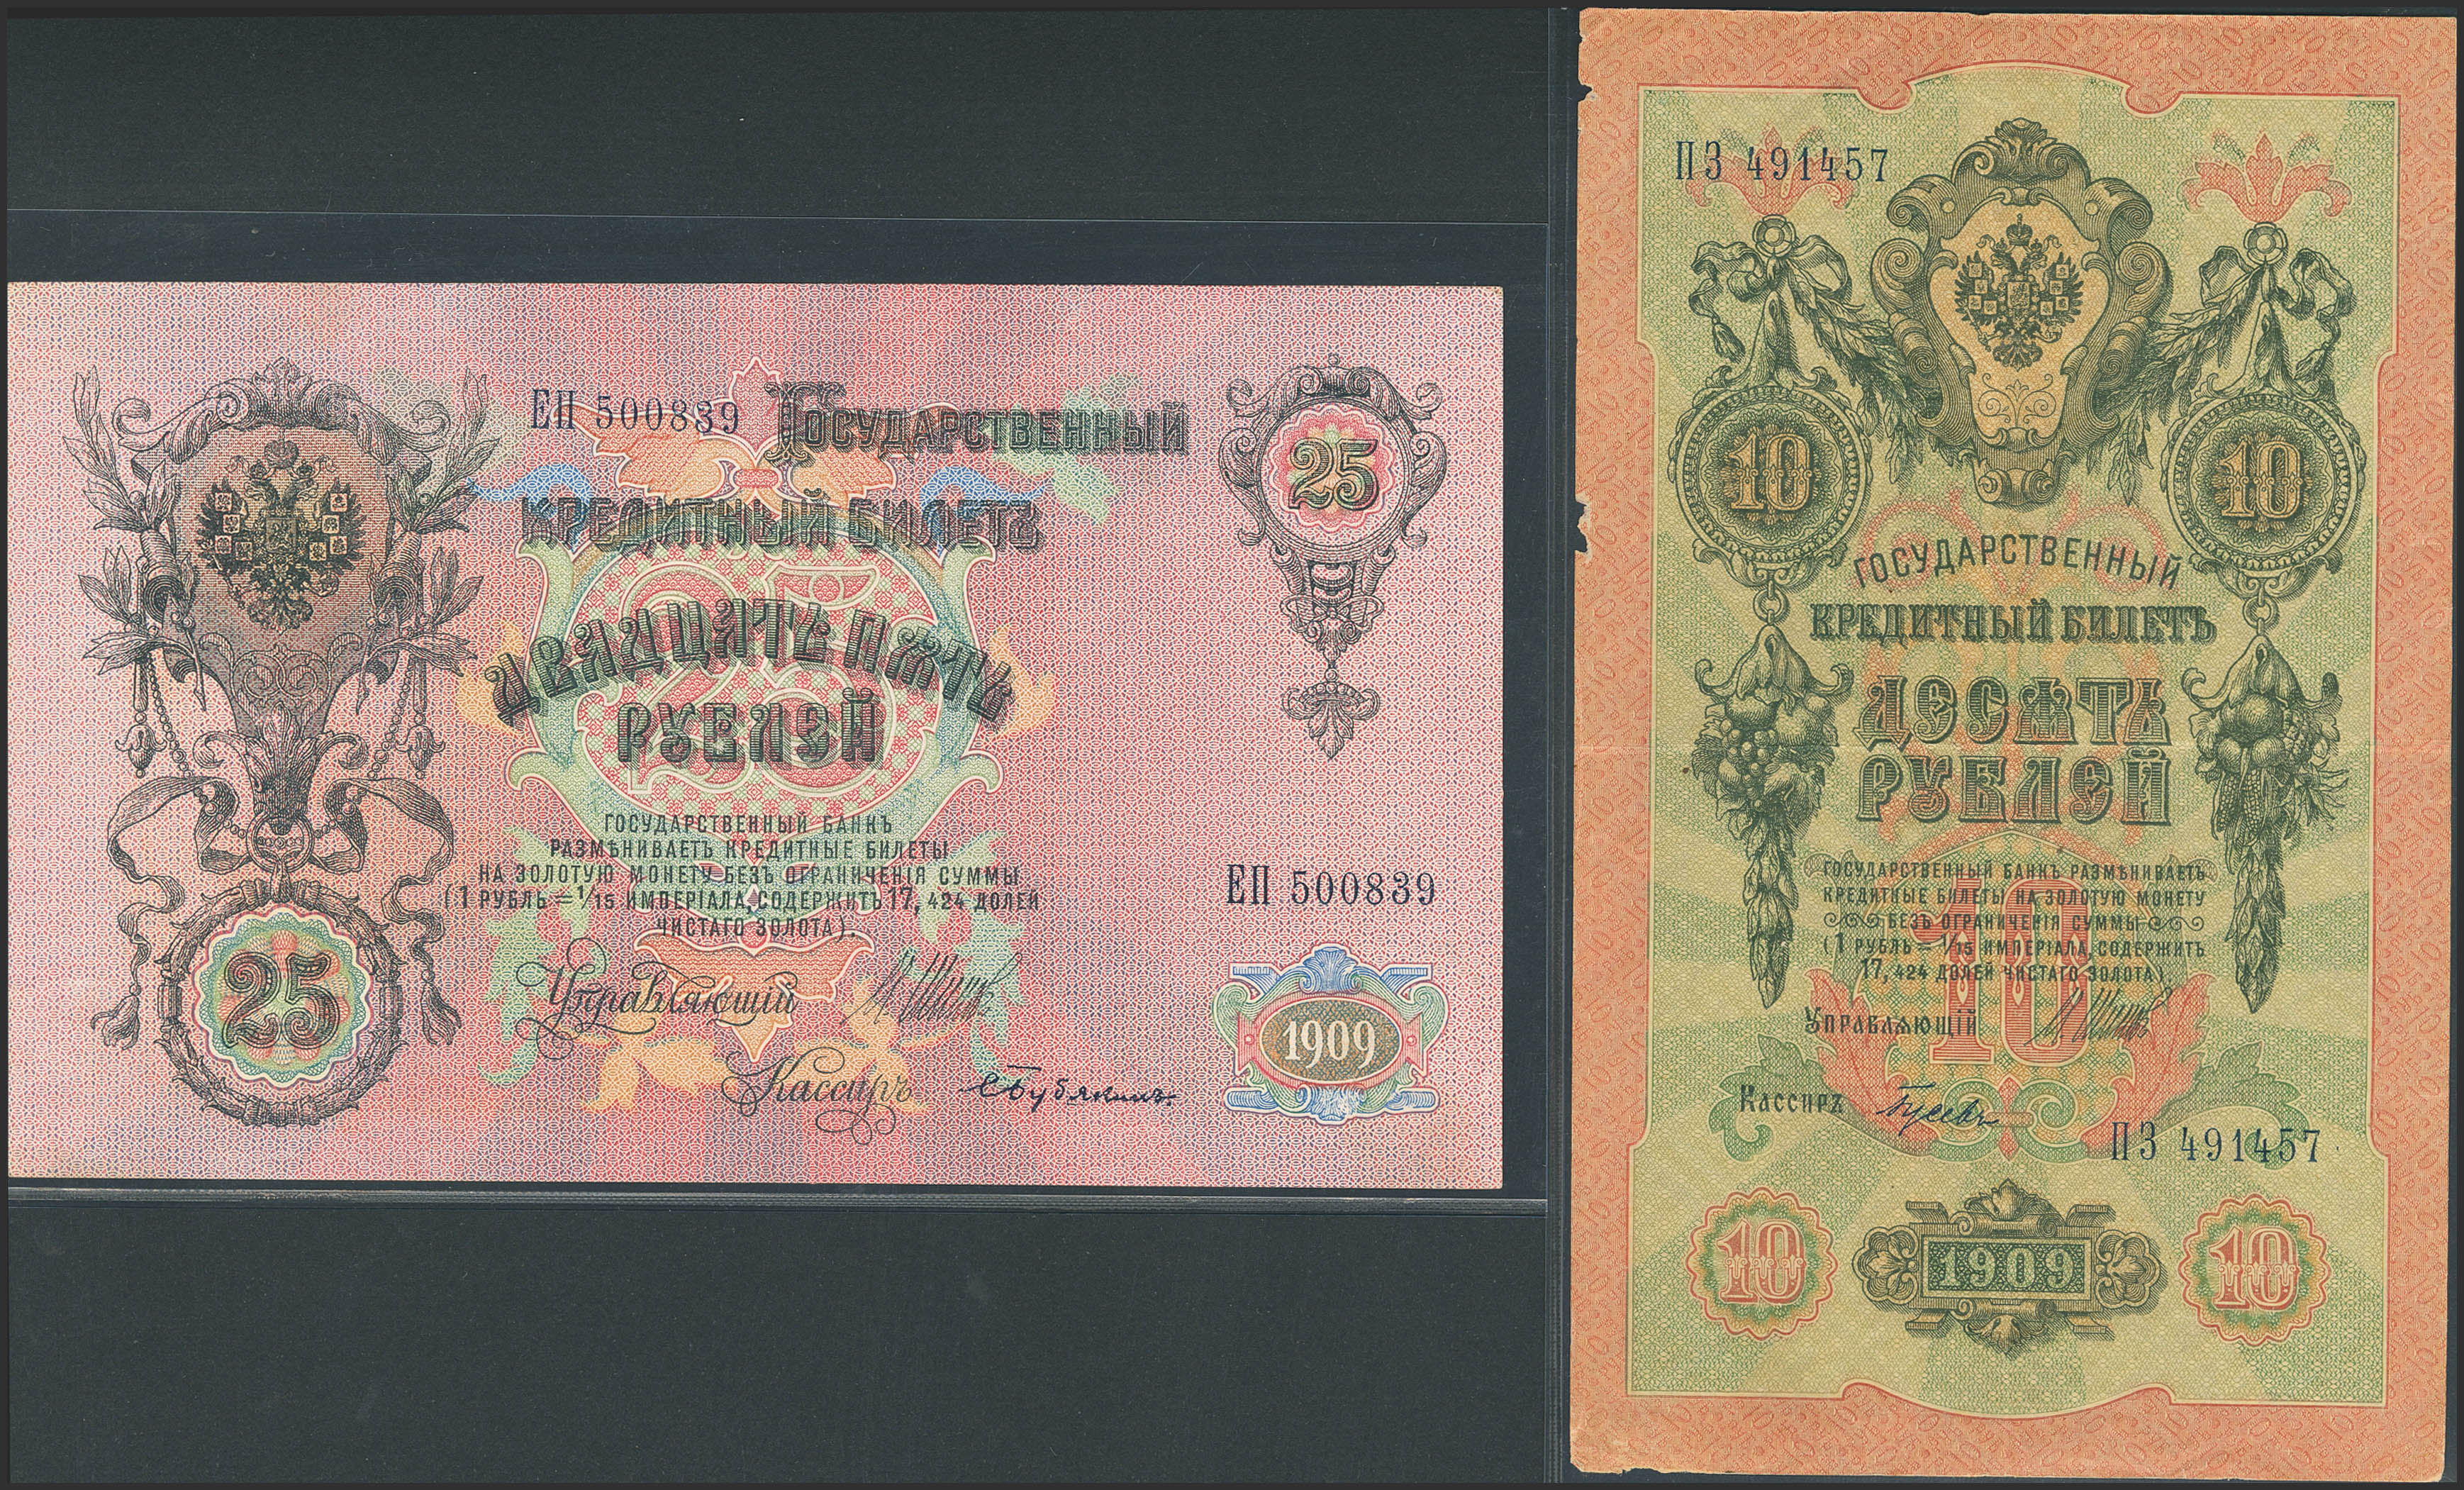 ЕП 500839
Государственный
25
Кредитный Билетъ
Двадцать пять
рублей
ГОСУДАРСТВЕННЫЙ БАНКЪ
РАЗМѢНИВАЕТЪ КРЕДИТНЫЕ БИЛЕТЫ
НА ЗОЛОТУЮ МОНЕТУ БЕЗЪ ОГРАНИЧЕНІЯ СУММЫ
(1 РУБЛЬ = 1/15 ИМПЕРІАЛА, СОДЕРЖИТЪ 17,424 ДОЛЕЙ
ЧИСТАГО ЗОЛОТА).
ЕП 500839
25
Управляющій
1909
Кассиръ
ПЗ 491457
10
10
ГОСУДАРСТВЕННЫЙ
КРЕДИТНЫЙ БИЛЕТЪ
ДЕСЯТЬ
РУБЛЕЙ
ГОСУДАРСТВЕННЫЙ БАНКЪ РАЗМѢНИВАЕТЪ
КРЕДИТНЫЕ БИЛЕТЫ НА ЗОЛОТУЮ МОНЕТУ
БЕЗЪ ОГРАНИЧЕНІЯ СУММЫ
(1 РУБЛЬ = 1/15 ИМПЕРІАЛА, СОДЕРЖИТЪ
17,424 ДОЛЕЙ ЧИСТАГО ЗОЛОТА).
10
Управляющій
Кассиръ
ПЗ 491457
10
1909
10